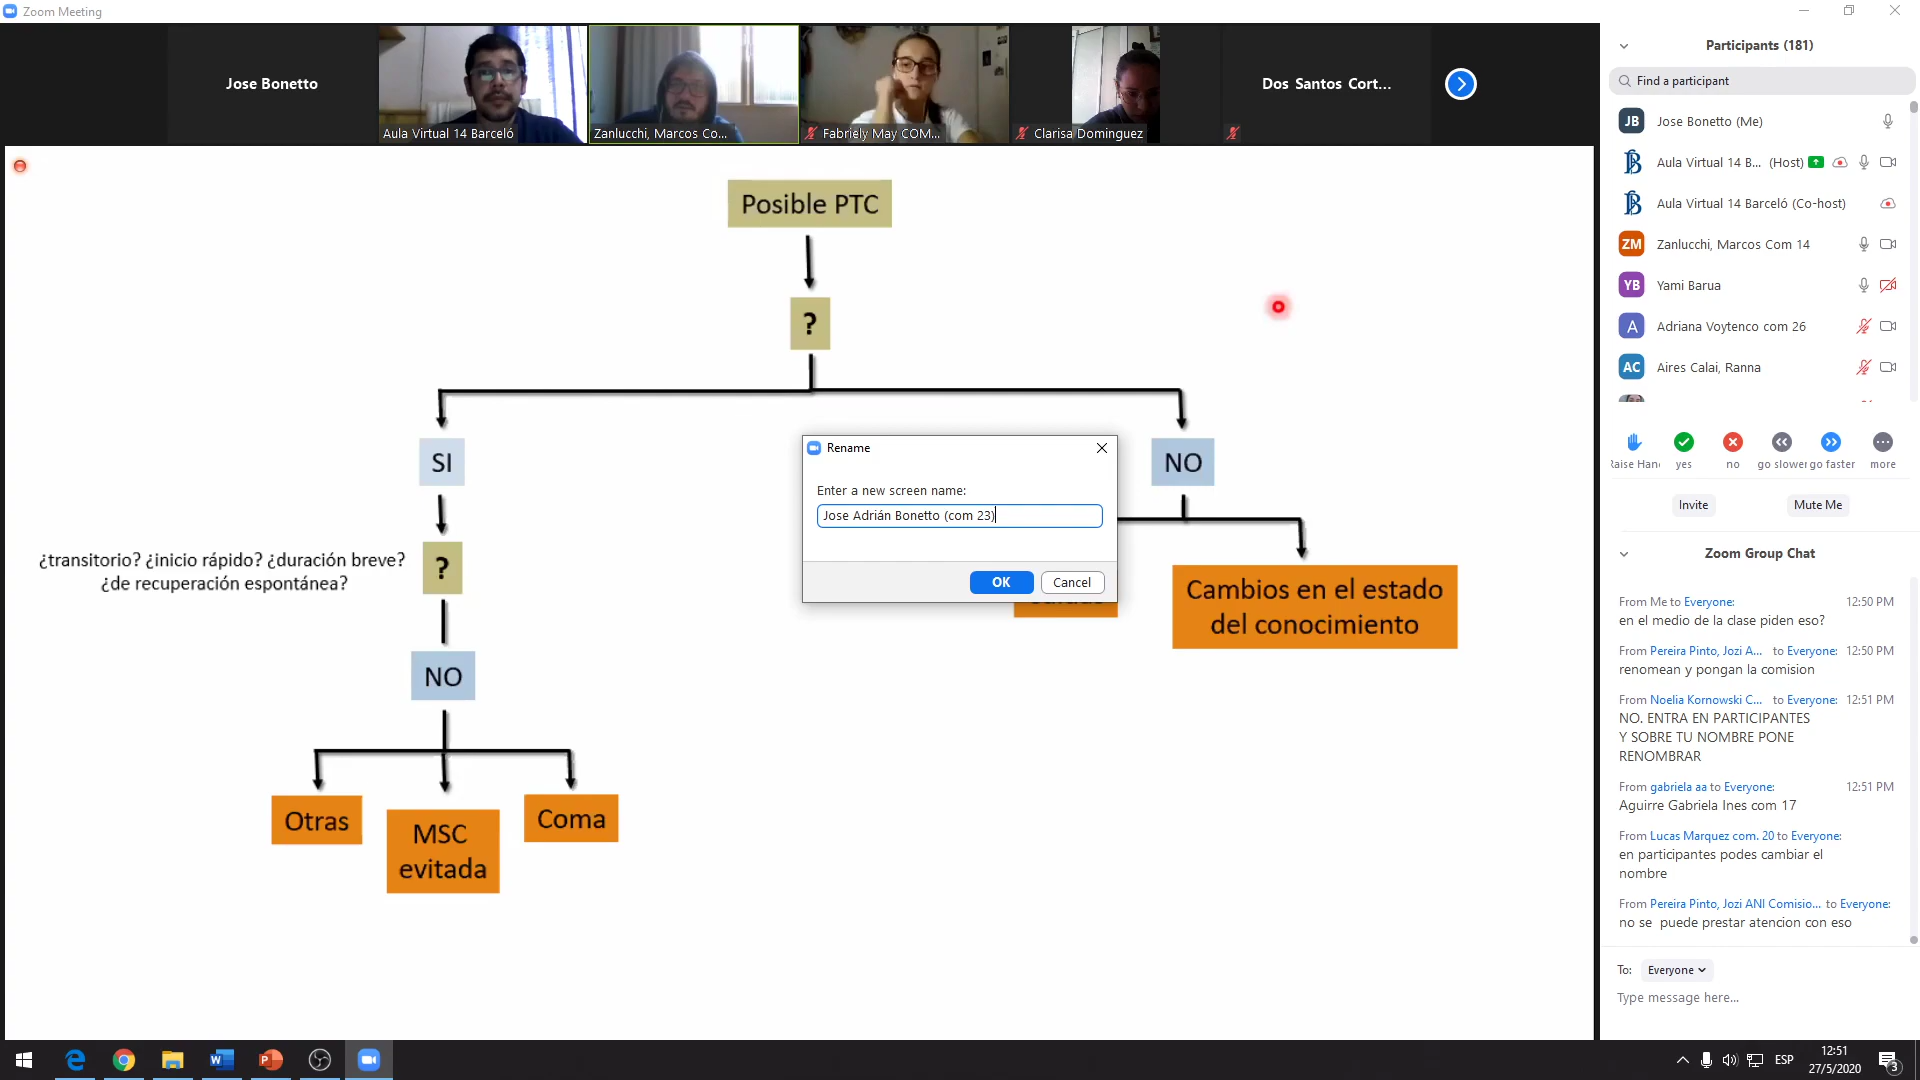 Zoom Meeting
Jose Bonetto
Aula Virtual 14 Barceló
Zanlucchi, Marcos Co...
Fabriely May COM...
Clarisa Dominguez
Dos Santos Cort...
Posible PTC
?
SI
NO
¿transitorio? ¿inicio rápido? ¿duración breve?
¿de recuperación espontánea?
?
NO
Otras
MSC
evitada
Coma
Cambios en el estado
del conocimiento
Rename
Enter a new screen name:
Jose Adrián Bonetto (com 23)
OK
Cancel
Participants (181)
Find a participant
JB Jose Bonetto (Me)
Aula Virtual 14 B... (Host)
Aula Virtual 14 Barceló (Co-host)
ZM Zanlucchi, Marcos Com 14
YB Yami Barua
A Adriana Voytenco com 26
AC Aires Calai, Ranna
yes
no
go slower
go faster
more
Invite
Mute Me
Zoom Group Chat
From Me to Everyone: 12:50 PM
en el medio de la clase piden eso?
From Pereira Pinto, Jozi A... to Everyone: 12:50 PM
renomean y pongan la comision
From Noelia Kornowski C... to Everyone: 12:51 PM
NO. ENTRA EN PARTICIPANTES
Y SOBRE TU NOMBRE PONE
RENOMBRAR
From gabriela aa to Everyone: 12:51 PM
Aguirre Gabriela Ines com 17
From Lucas Marquez com. 20 to Everyone:
en participantes podes cambiar el
nombre
From Pereira Pinto, Jozi ANI Comisio... to Everyone:
no se puede prestar atencion con eso
To: Everyone
Type message here...
ESP
12:51
27/5/2020
3